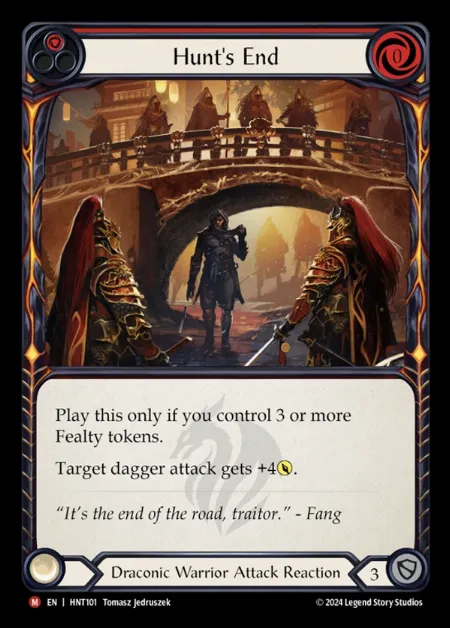 Hunt's End
0
Play this only if you control 3 or more
Fealty tokens.
Target dagger attack gets +4.
“It’s the end of the road, traitor.” - Fang
Draconic Warrior Attack Reaction
3
M EN | HNT101 Tomasz Jedruszek
© 2024 Legend Story Studios